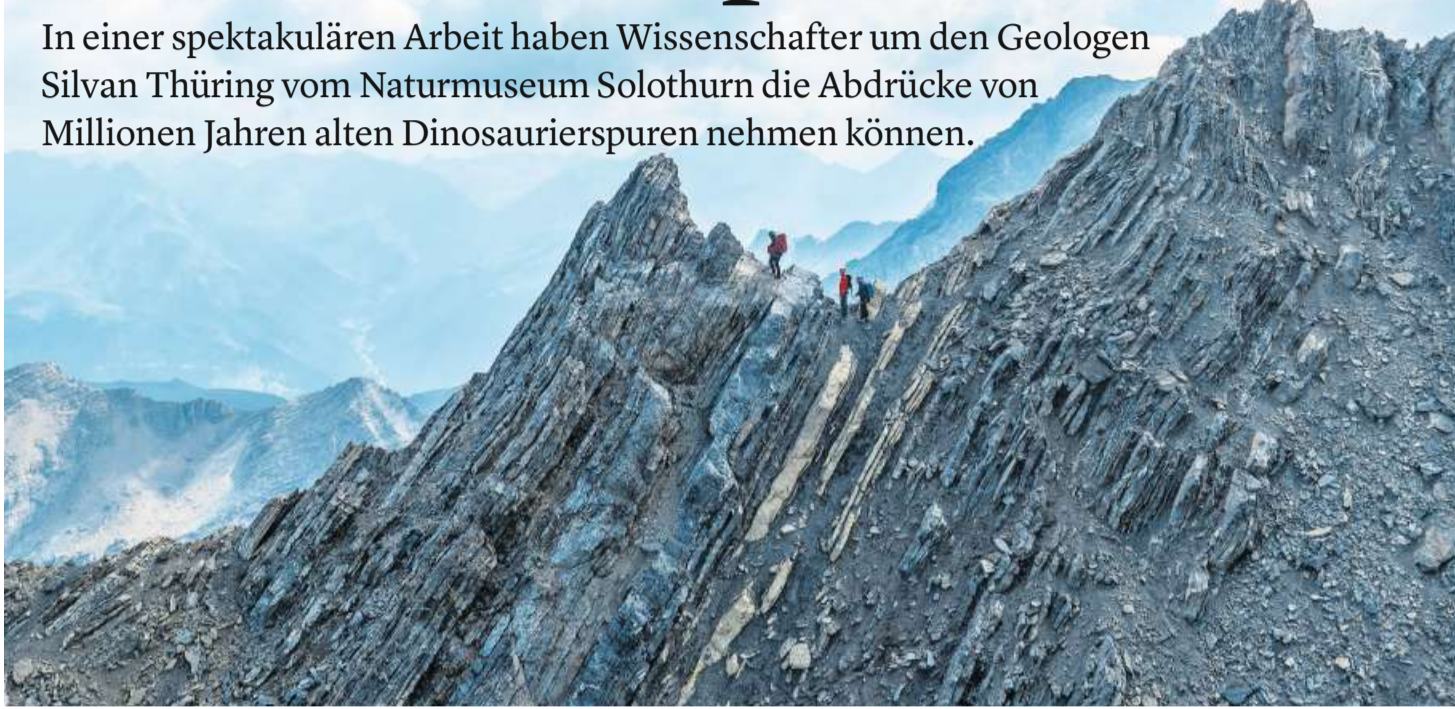 In einer spektakulären Arbeit haben Wissenschafter um den Geologen
Silvan Thüring vom Naturmuseum Solothurn die Abdrücke von
Millionen Jahren alten Dinosaurierspuren nehmen können.